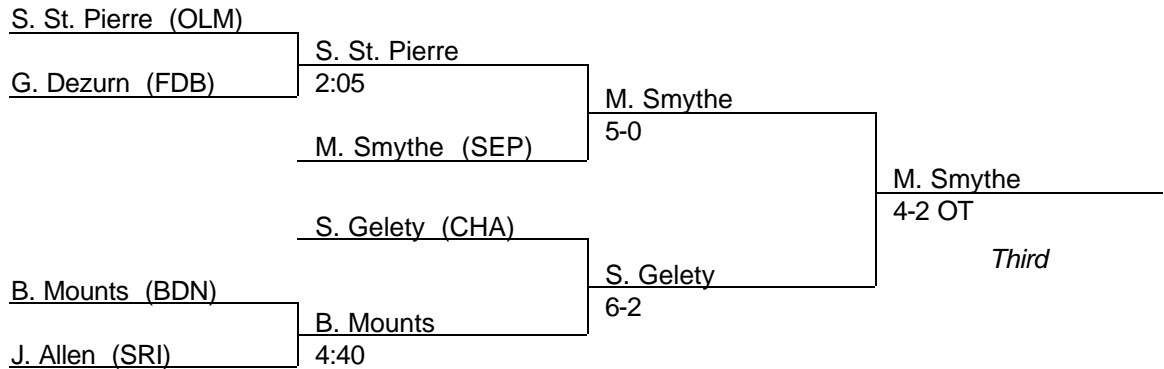 S. St. Pierre (OLM)
S. St. Pierre
G. Dezurn (FDB)
2:05
M. Smythe
5-0
M. Smythe (SEP)
M. Smythe
4-2 OT
S. Gelety (CHA)
Third
S. Gelety
B. Mounts (BDN)
6-2
B. Mounts
J. Allen (SRI)
4:40